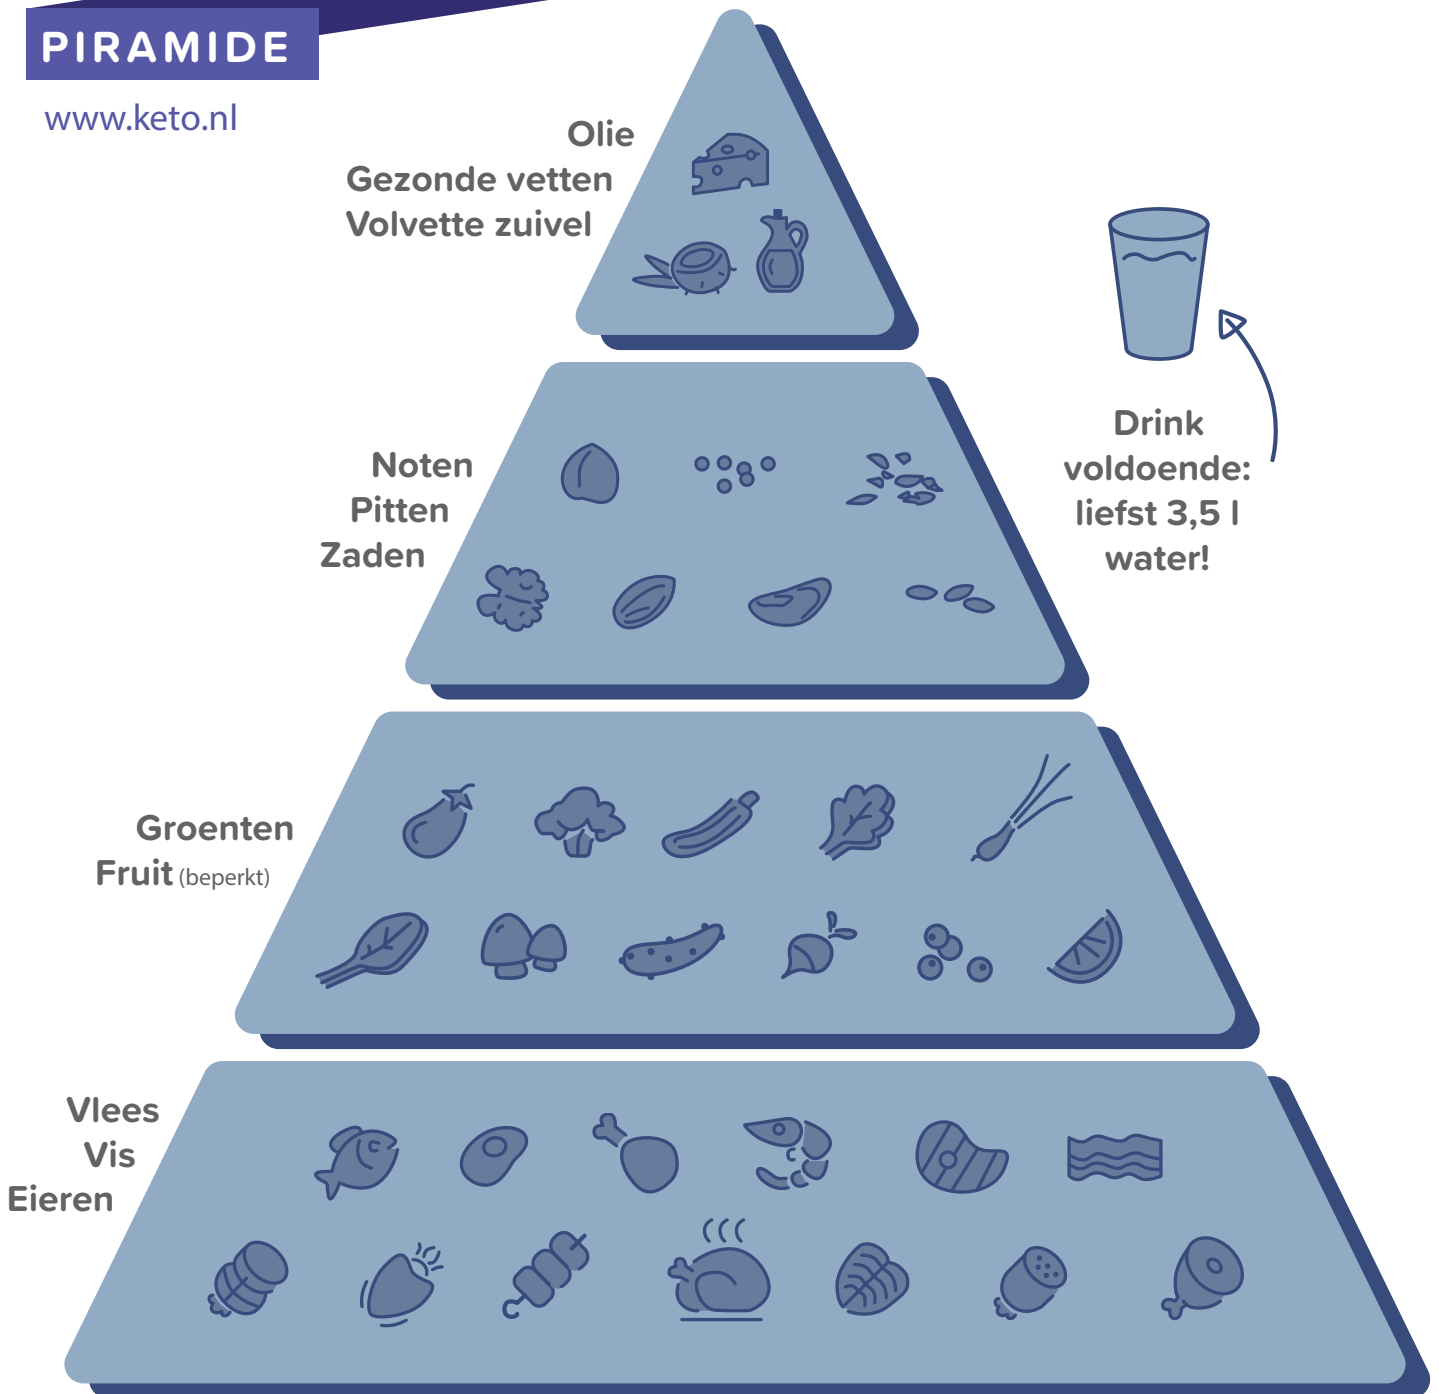 PIRAMIDE
www.keto.nl
Olie
Gezonde vetten
Volvette zuivel
Drink
voldoende:
liefst 3,5 l
water!
Noten
Pitten
Zaden
Groenten
Fruit (beperkt)
Vlees
Vis
Eieren